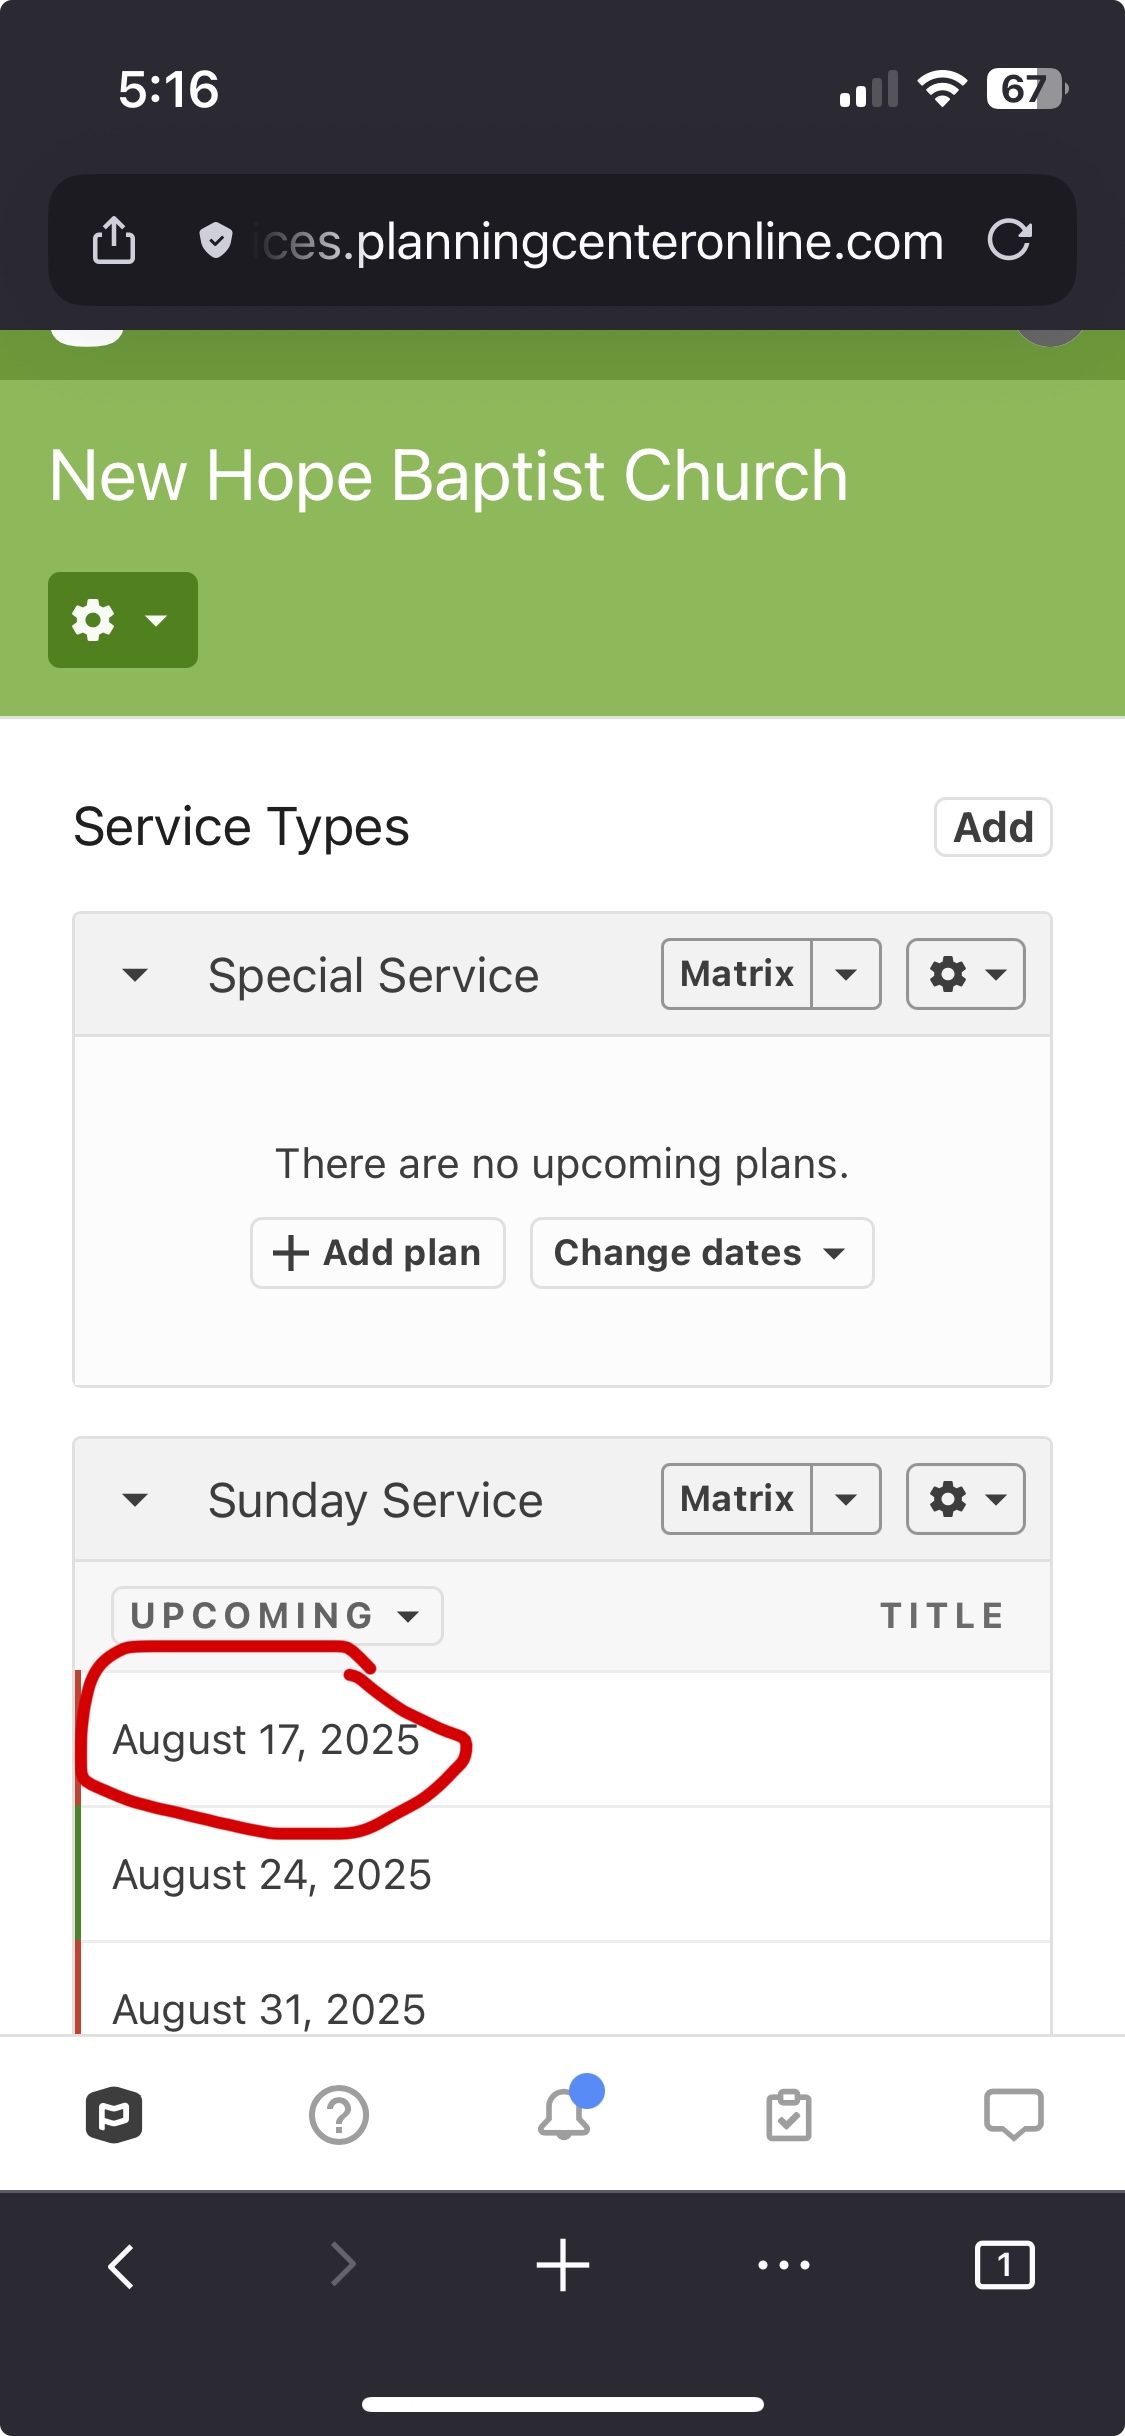 5:16
67
ices.planningcenteronline.com
New Hope Baptist Church
Service Types
Add
Special Service
Matrix
There are no upcoming plans.
Add plan
Change dates
Sunday Service
Matrix
UPCOMING
TITLE
August 17, 2025
August 24, 2025
August 31, 2025
1